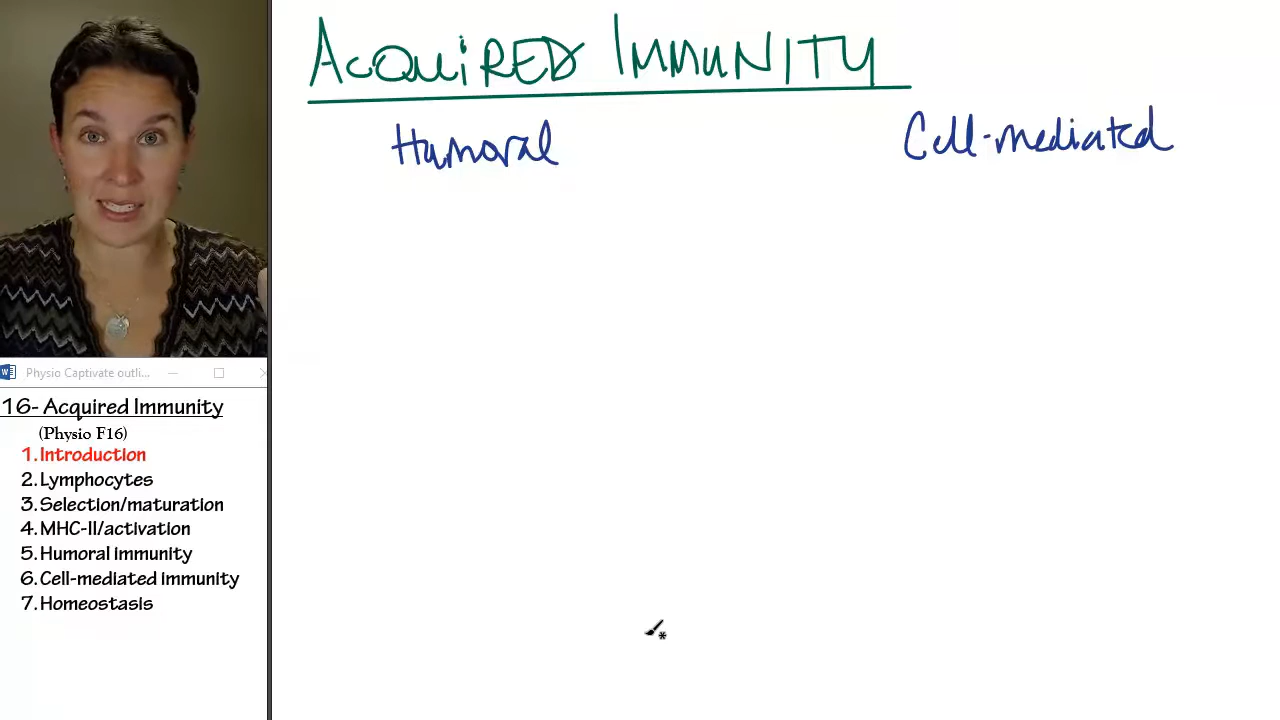 ACQUIRED IMMUNITY
Humoral
Cell-mediated
Physio Captivate outli...
16- Acquired Immunity
(Physio F16)
1. Introduction
2. Lymphocytes
3. Selection/maturation
4. MHC-II/activation
5. Humoral immunity
6. Cell-mediated immunity
7. Homeostasis